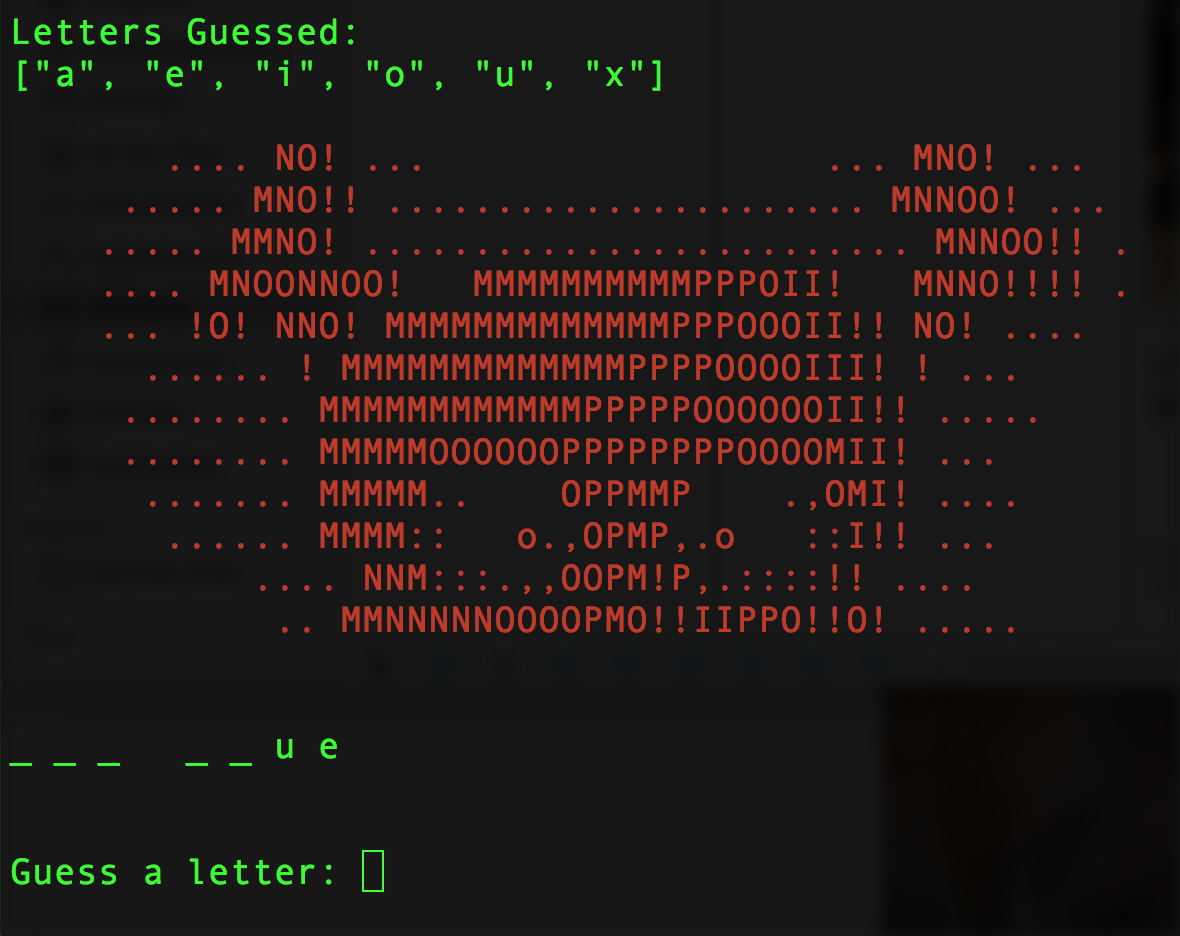 Letters Guessed:
["a", "e", "i", "o", "u", "x"]
.... NO! ...                   ... MNO! ...
..... MNO!! ...................... MNNOO! ...
..... MMNO! ......................... MNNOO!! .
.... MNOONNOO!   MMMMMMMMMMPPPOII!   MNNO!!!! .
... !O! NNO! MMMMMMMMMMMMMPPPOOOII!! NO! ....
...... ! MMMMMMMMMMMMMPPPPOOOOIII! ! ...
........ MMMMMMMMMMMMPPPPPOOOOOOII!! .....
........ MMMMMOOOOOOPPPPPPPPOOOOMII! ...
....... MMMMM..    OPPMMP    .,OMI! ....
...... MMMM::   o.,OPMP,.o   ::I!! ...
.... NNM:::.,,OOPM!P,.::::!! ....
.. MMNNNNNOOOOPMO!!IIPPO!!O! .....
_ _ _   _ _ u e
Guess a letter: